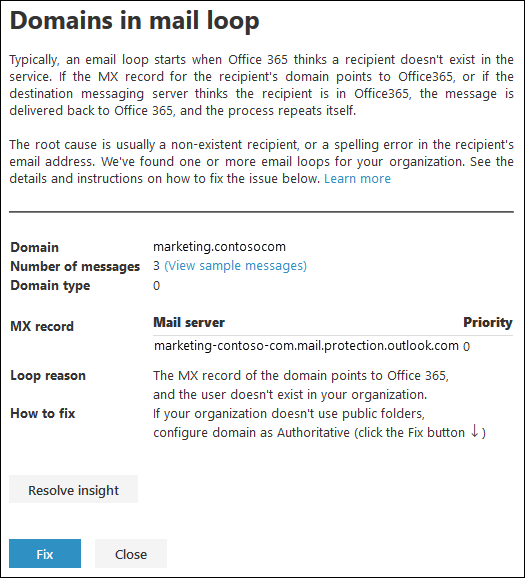 Domains in mail loop
Typically, an email loop starts when Office 365 thinks a recipient doesn't exist in the
service. If the MX record for the recipient's domain points to Office365, or if the
destination messaging server thinks the recipient is in Office365, the message is
delivered back to Office 365, and the process repeats itself.
The root cause is usually a non-existent recipient, or a spelling error in the recipient's
email address. We've found one or more email loops for your organization. See the
details and instructions on how to fix the issue below. Learn more
Domain marketing.contosocom
Number of messages 3 (View sample messages)
Domain type 0
MX record Mail server Priority
marketing-contoso-com.mail.protection.outlook.com 0
Loop reason The MX record of the domain points to Office 365,
and the user doesn't exist in your organization.
How to fix If your organization doesn't use public folders,
configure domain as Authoritative (click the Fix button ↓)
Resolve insight
Fix Close